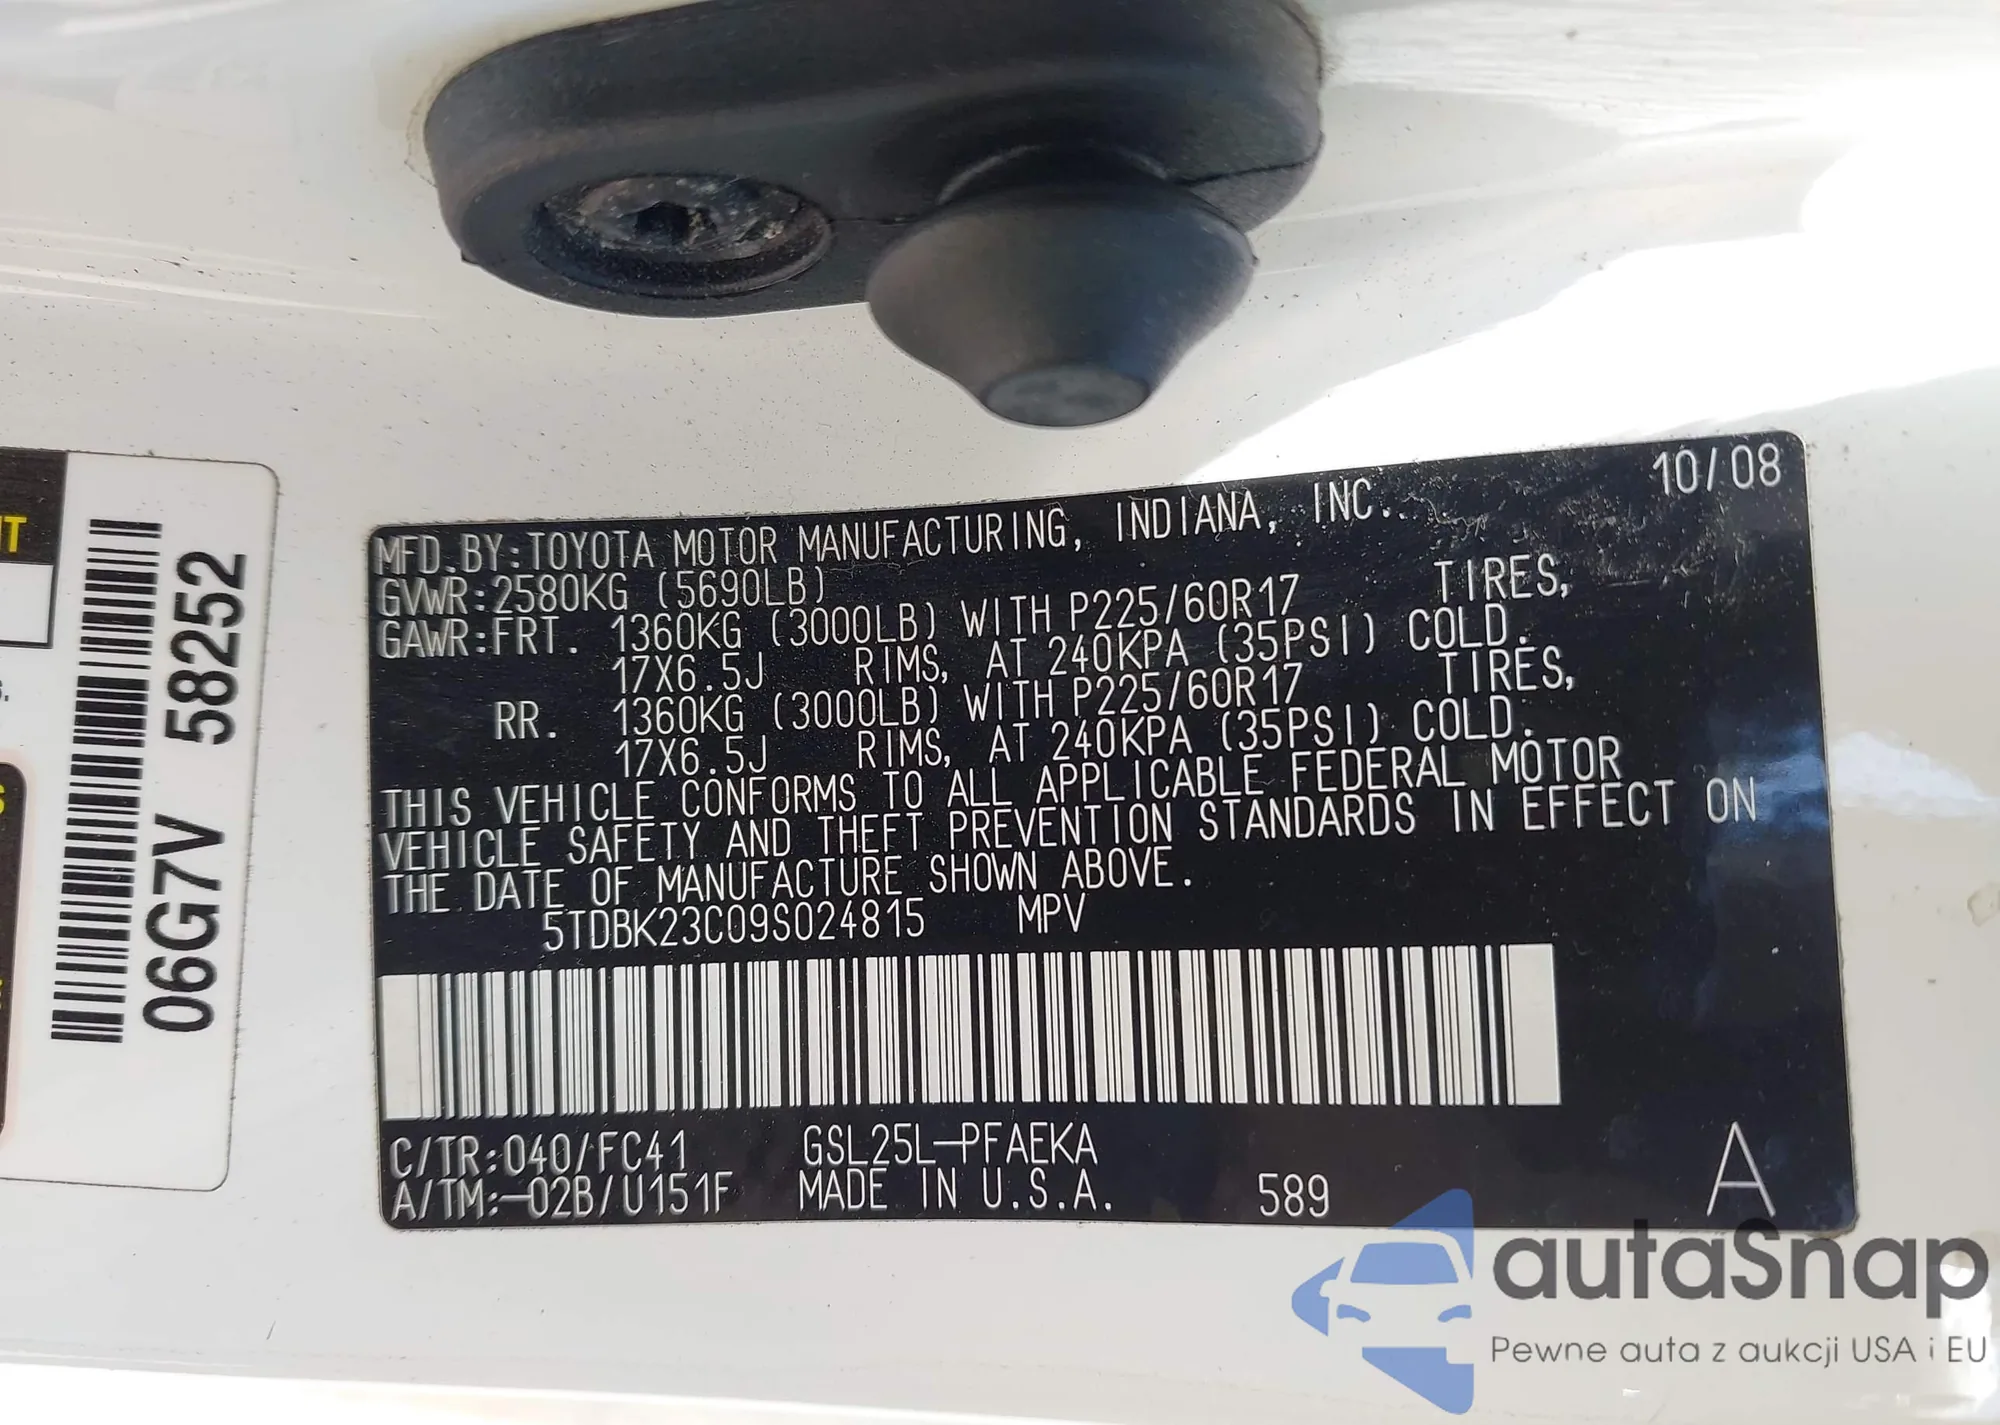 10/08
MFD.BY:TOYOTA MOTOR MANUFACTURING, INDIANA, INC.
GVWR:2580KG (5690LB)
GAWR:FRT. 1360KG (3000LB) WITH P225/60R17 TIRES,
17X6.5J RIMS, AT 240KPA (35PSI) COLD.
RR. 1360KG (3000LB) WITH P225/60R17 TIRES,
17X6.5J RIMS, AT 240KPA (35PSI) COLD.
THIS VEHICLE CONFORMS TO ALL APPLICABLE FEDERAL MOTOR
VEHICLE SAFETY AND THEFT PREVENTION STANDARDS IN EFFECT ON
THE DATE OF MANUFACTURE SHOWN ABOVE.
5TDBK23C09S024815 MPV
C/TR:040/FC41 GSL25L-PFAEKA
A/TM:-02B/U151F MADE IN U.S.A. 589 A
06G7V 58252
autaSnap
Pewne auta z aukcji USA i EU